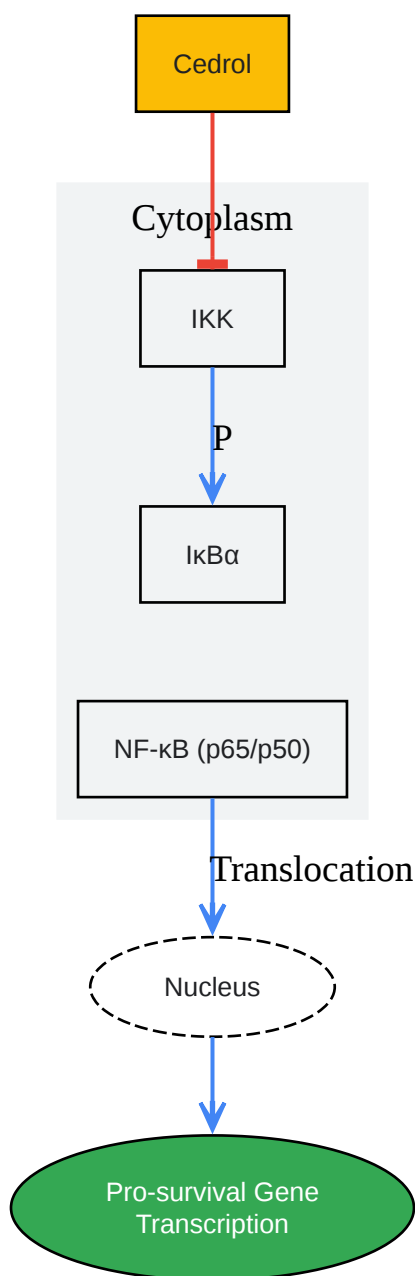 Cedrol
Cytoplasm
IKK
P
IκBα
NF-κB (p65/p50)
Translocation
Nucleus
Pro-survival Gene
Transcription